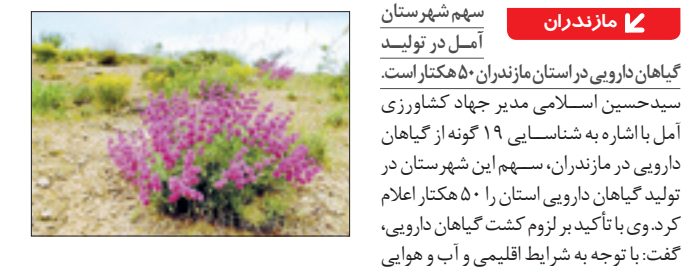 مازندران
سهم شهرستان
آمل در تولید
گیاهان دارویی در استان مازندران ۵۰ هکتار است.
سیدحسین اسلامی مدیر جهاد کشاورزی
آمل با اشاره به شناسایی ۱۹ گونه از گیاهان
دارویی در مازندران، سهم این شهرستان در
تولید گیاهان دارویی استان را ۵۰ هکتار اعلام
کرد. وی با تأکید بر لزوم کشت گیاهان دارویی،
گفت: با توجه به شرایط اقلیمی و آب و هوایی